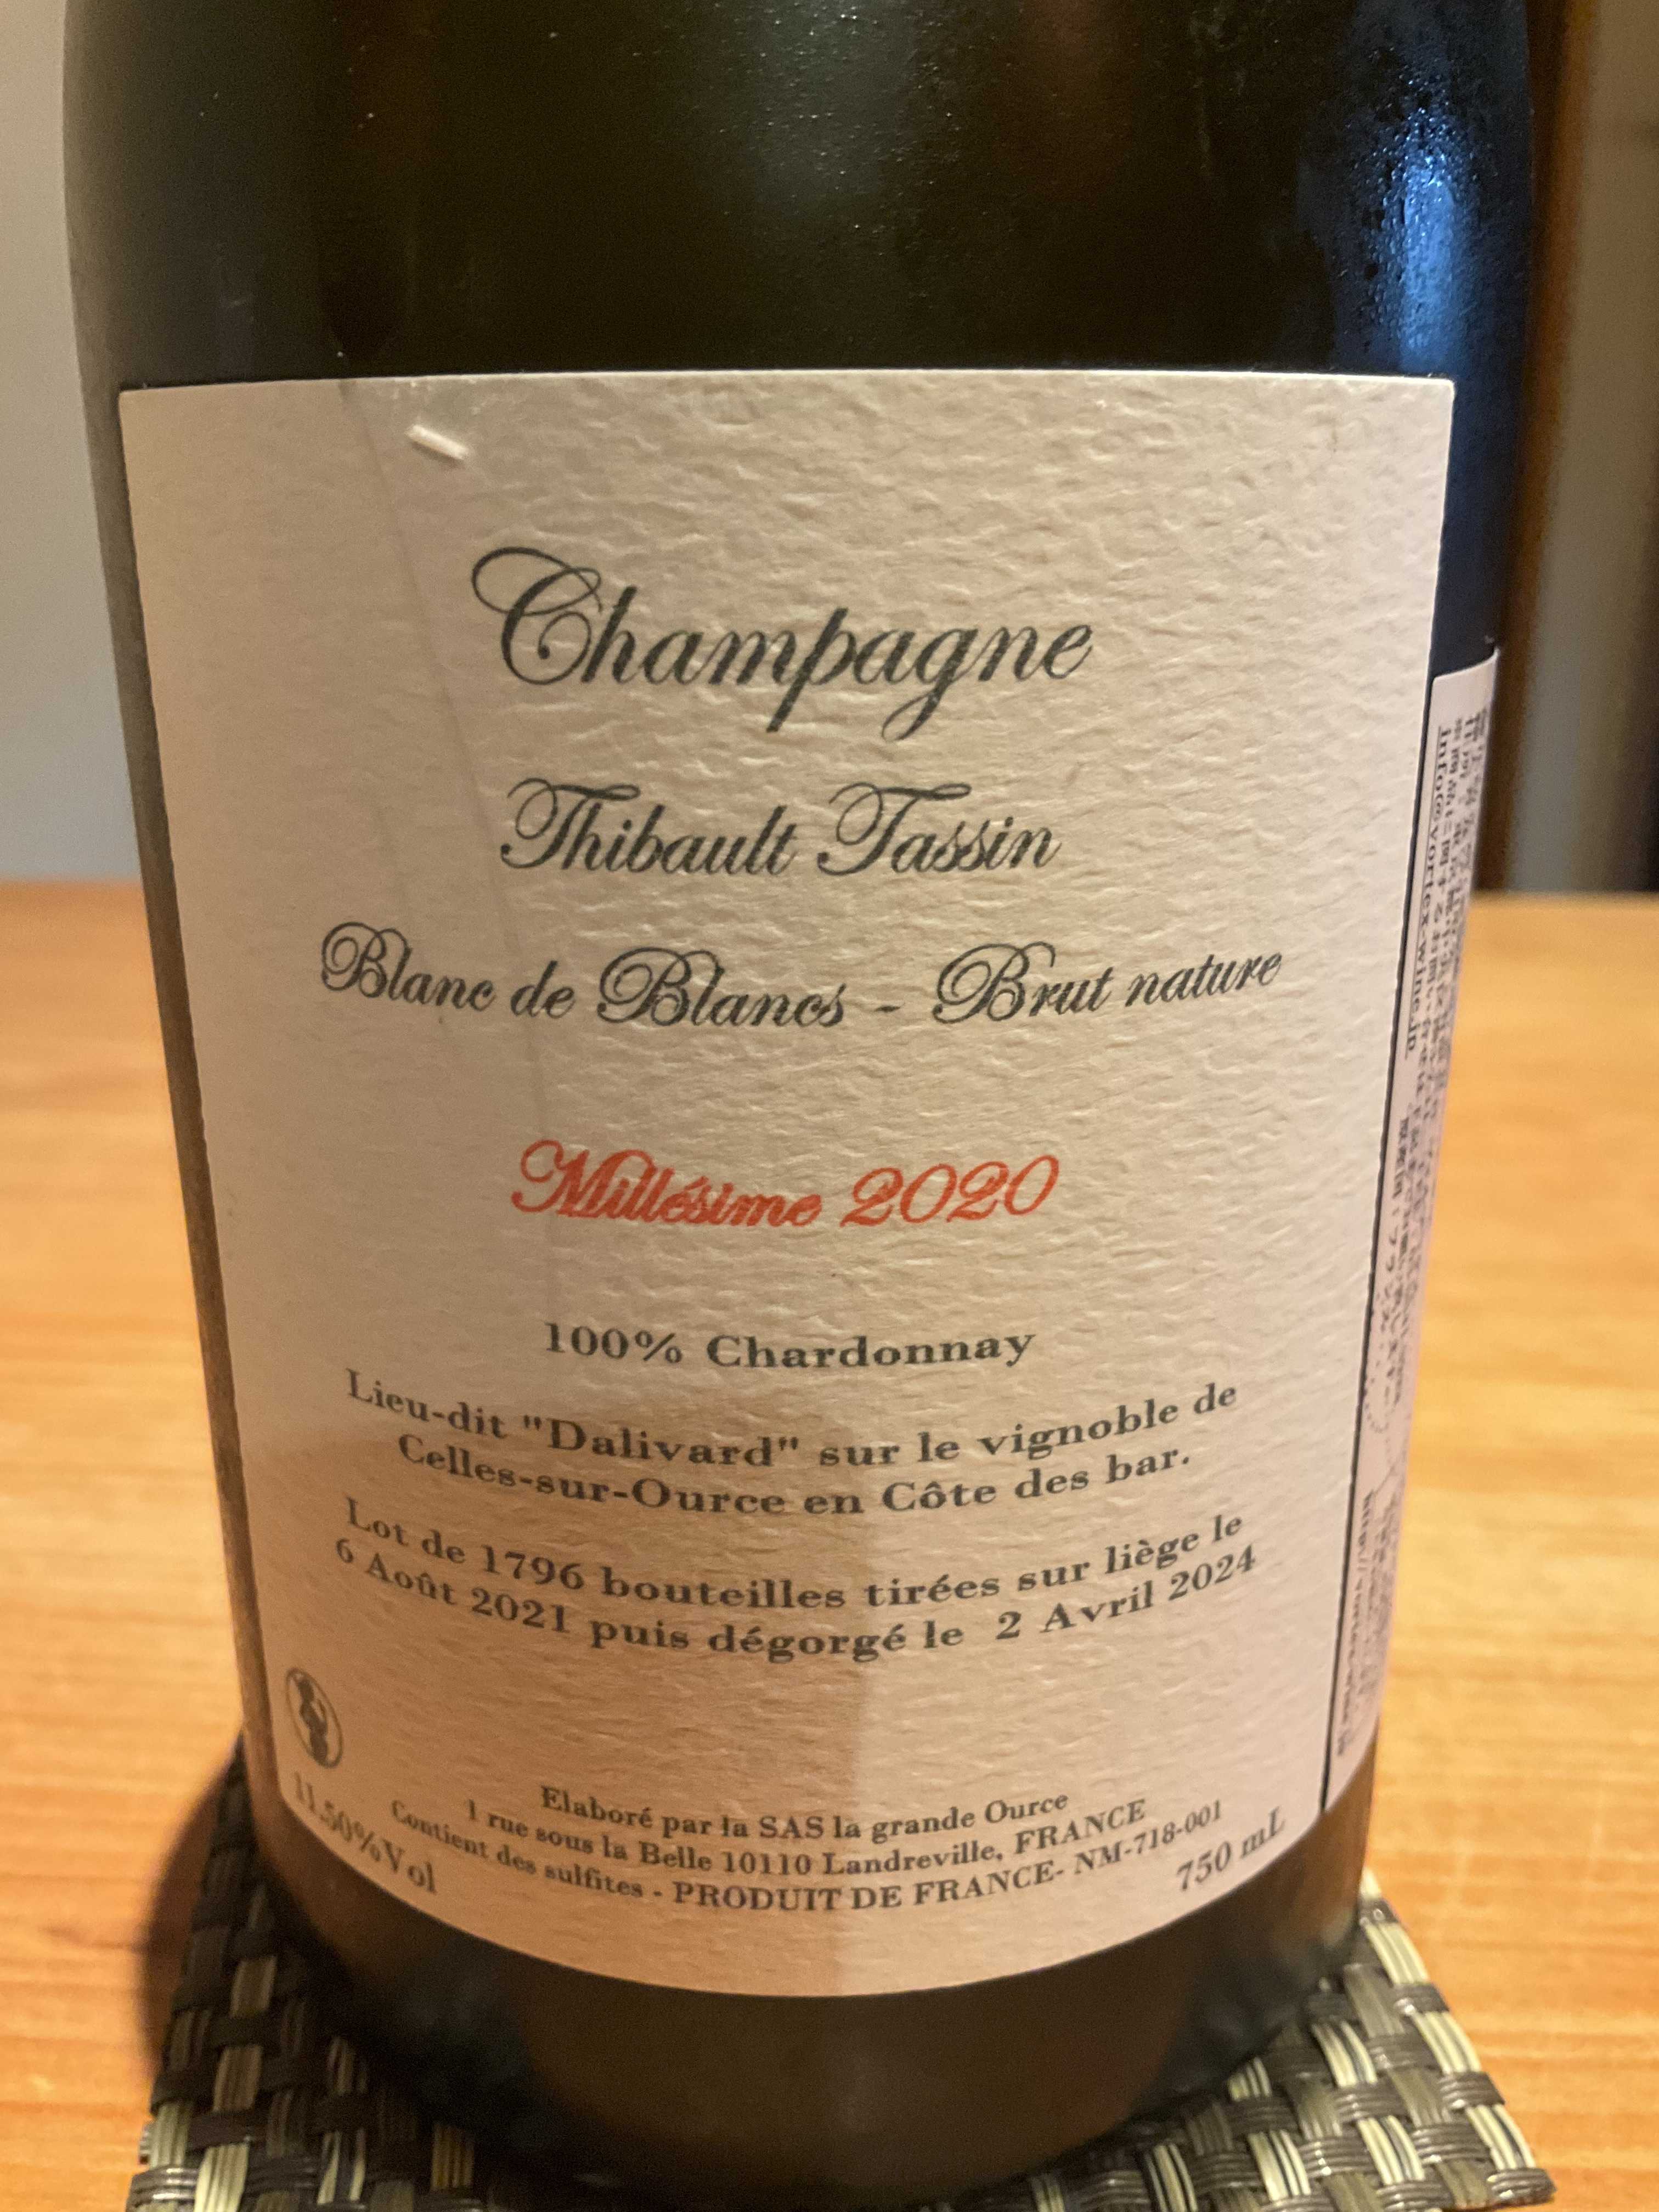 Champagne
Thibault Tassin
Blanc de Blancs - Brut nature
Millésime 2020
100% Chardonnay
Lieu-dit "Dalivard" sur le vignoble de
Celles-sur-Ource en Côte des bar.
Lot de 1796 bouteilles tirées sur liège le
6 Août 2021 puis dégorgé le 2 Avril 2024
Elaboré par la SAS la grande Ource
1 rue sous la Belle 10110 Landreville, FRANCE
Contient des sulfites - PRODUIT DE FRANCE- NM-718-001
11.50%Vol
750 mL